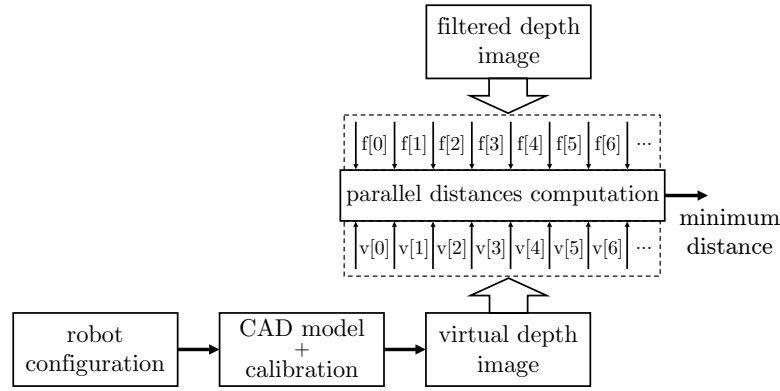 filtered depth
image
f[0] f[1] f[2] f[3] f[4] f[5] f[6] ...
parallel distances computation
minimum
distance
v[0] v[1] v[2] v[3] v[4] v[5] v[6] ...
robot
configuration
CAD model
+
calibration
virtual depth
image